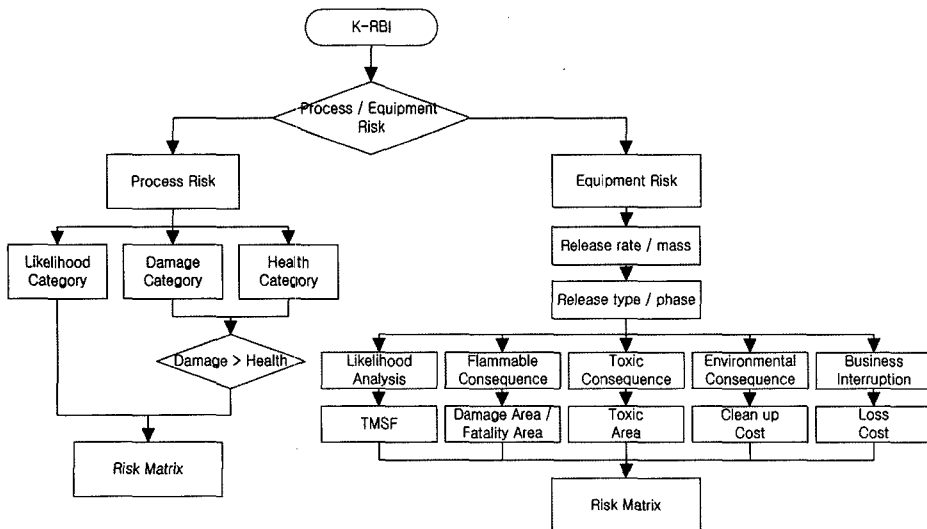 K-RBI
Process / Equipment
Risk
Process Risk
Equipment Risk
Release rate / mass
Release type / phase
Likelihood
Category
Damage
Category
Health
Category
Damage > Health
Likelihood
Analysis
Flammable
Consequence
Toxic
Consequence
Environmental
Consequence
Business
Interruption
TMSF
Damage Area /
Fatality Area
Toxic
Area
Clean up
Cost
Loss
Cost
Risk Matrix
Risk Matrix